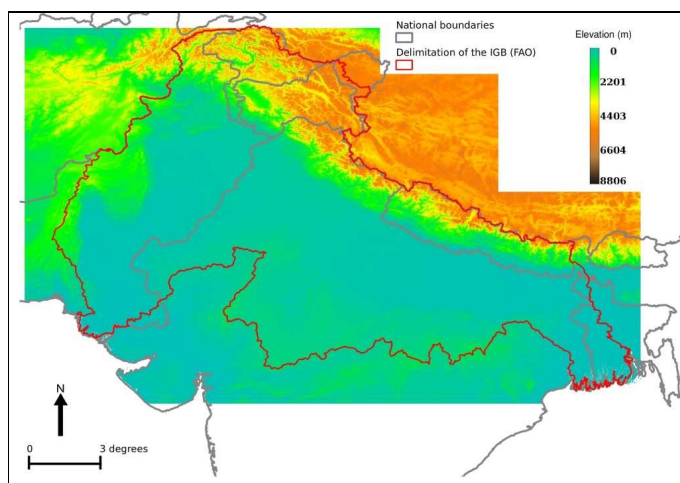 National boundaries
Delimitation of the IGB (FAO)
Elevation (m)
0
2201
4403
6604
8806
N
0 3 degrees